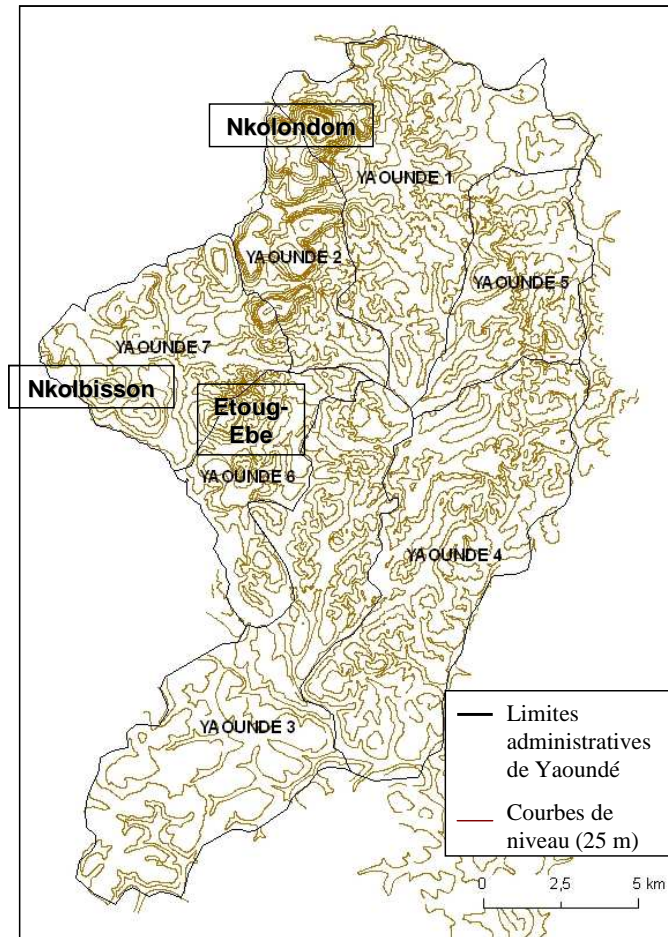 Nkolondom
YAOUNDE 1
YAOUNDE 2
YAOUNDE 5
YAOUNDE 7
Nkolbisson
Etoug-
Ebe
YAOUNDE 6
YAOUNDE 4
YAOUNDE 3
Limites
administratives
de Yaoundé
Courbes de
niveau (25 m)
0 2,5 5 km